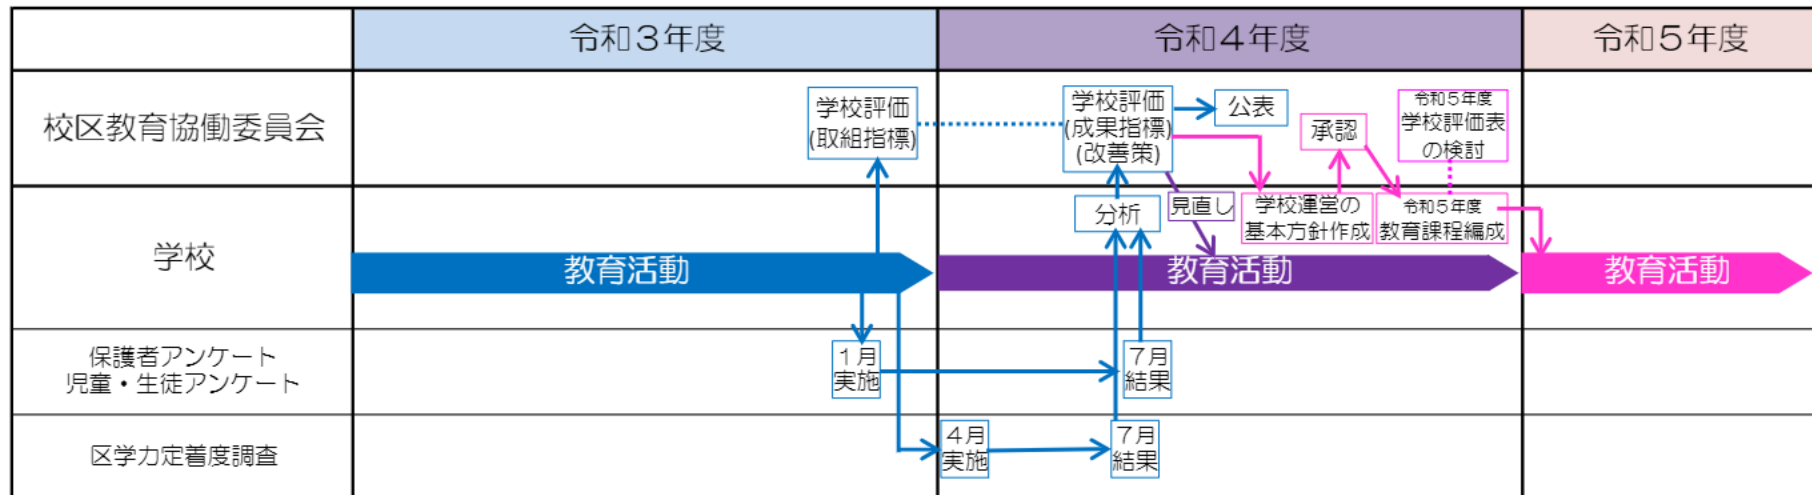 令和３年度
令和４年度
令和５年度
校区教育協働委員会
学校評価
(取組指標)
学校評価
(成果指標)
(改善策)
公表
承認
令和５年度
学校評価表
の検討
学校
分析
見直し
学校運営の
基本方針作成
令和５年度
教育課程編成
教育活動
教育活動
教育活動
保護者アンケート
児童・生徒アンケート
１月
実施
７月
結果
区学力定着度調査
４月
実施
７月
結果